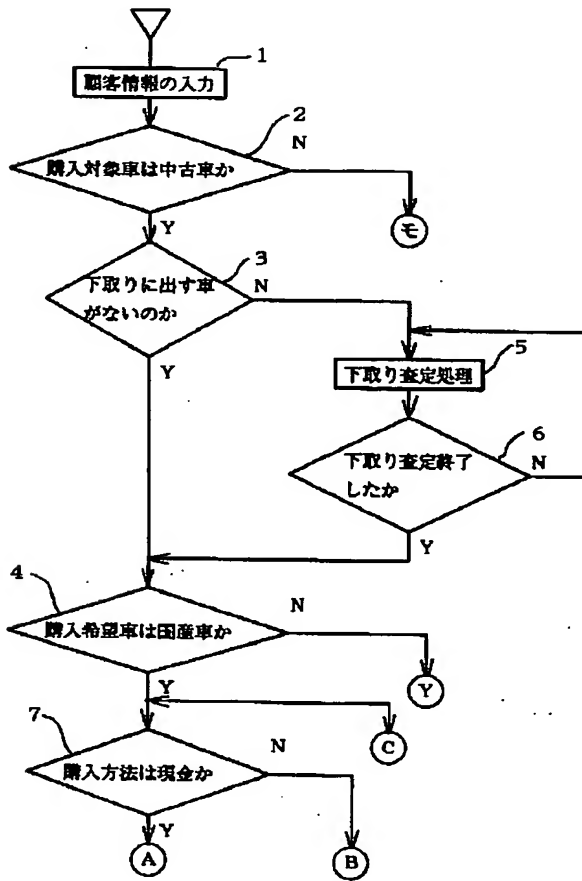 1
顧客情報の入力
2
N
購入対象車は中古車か
モ
Y
3
下取りに出す車
がないのか
N
5
Y
下取り査定処理
6
下取り査定終了
したか
N
Y
4
N
購入希望車は国産車か
Y
Y
7
C
N
購入方法は現金か
Y
A
B